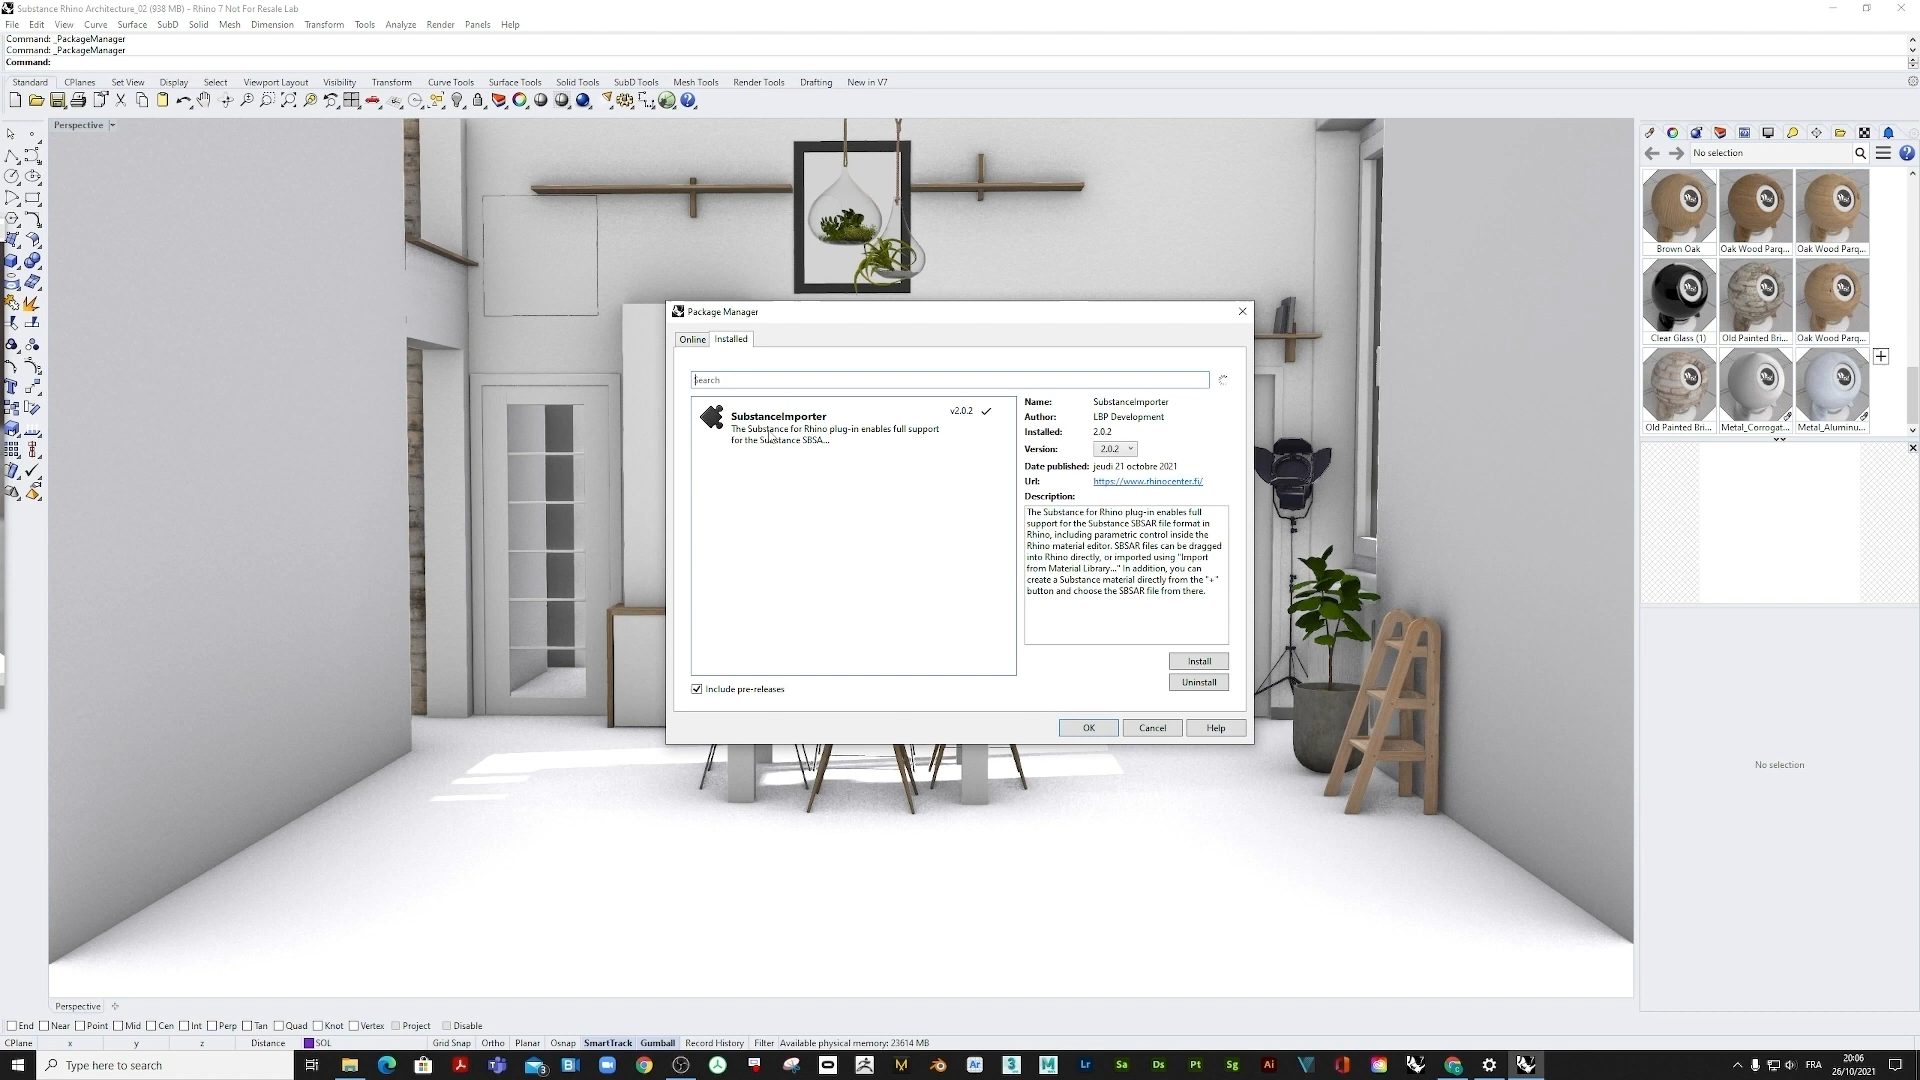 Substance Rhino Architecture_02 (938 MB) - Rhino 7 Not For Resale Lab
File Edit View Curve Surface SubD Solid Mesh Dimension Transform Tools Analyze Render Panels Help
Command: _PackageManager
Command: _PackageManager
Command:
Standard CPlanes Set View Display Select Viewport Layout Visibility Transform Curve Tools Surface Tools Solid Tools SubD Tools Mesh Tools Render Tools Drafting New in V7
Perspective
No selection
Brown Oak Oak Wood Parq... Oak Wood Parq...
Clear Glass (1) Old Painted Bri... Oak Wood Parq...
Old Painted Bri... Metal_Corrogat... Metal_Aluminu...
No selection
Package Manager
Online Installed
Search
SubstanceImporter v2.0.2
The Substance for Rhino plug-in enables full support
for the Substance SBSA...
Include pre-releases
Name: SubstanceImporter
Author: LBP Development
Installed: 2.0.2
Version: 2.0.2
Date published: jeudi 21 octobre 2021
Url: https://www.rhinocenter.fi/
Description:
The Substance for Rhino plug-in enables full
support for the Substance SBSAR file format in
Rhino, including parametric control inside the
Rhino material editor. SBSAR files can be dragged
into Rhino directly, or imported using "Import
from Material Library..." In addition, you can
create a Substance material directly from the "+"
button and choose the SBSAR file from there.
Install
Uninstall
OK Cancel Help
Perspective
End Near Point Mid Cen Int Perp Tan Quad Knot Vertex Project Disable
CPlane x y z Distance SOL Grid Snap Ortho Planar Osnap SmartTrack Gumball Record History Filter Available physical memory: 23614 MB
Type here to search
3 Ar 3 M Lr Sa Ds Pt Sg Ai
FRA
20:06
26/10/2021